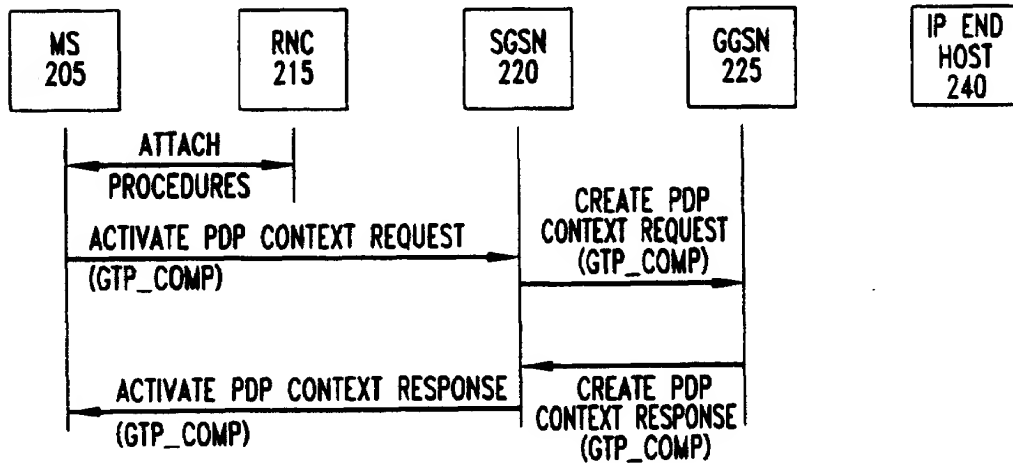 MS
205
RNC
215
SGSN
220
GGSN
225
IP END
HOST
240
ATTACH
PROCEDURES
ACTIVATE PDP CONTEXT REQUEST
(GTP_COMP)
CREATE PDP
CONTEXT REQUEST
(GTP_COMP)
ACTIVATE PDP CONTEXT RESPONSE
(GTP_COMP)
CREATE PDP
CONTEXT RESPONSE
(GTP_COMP)